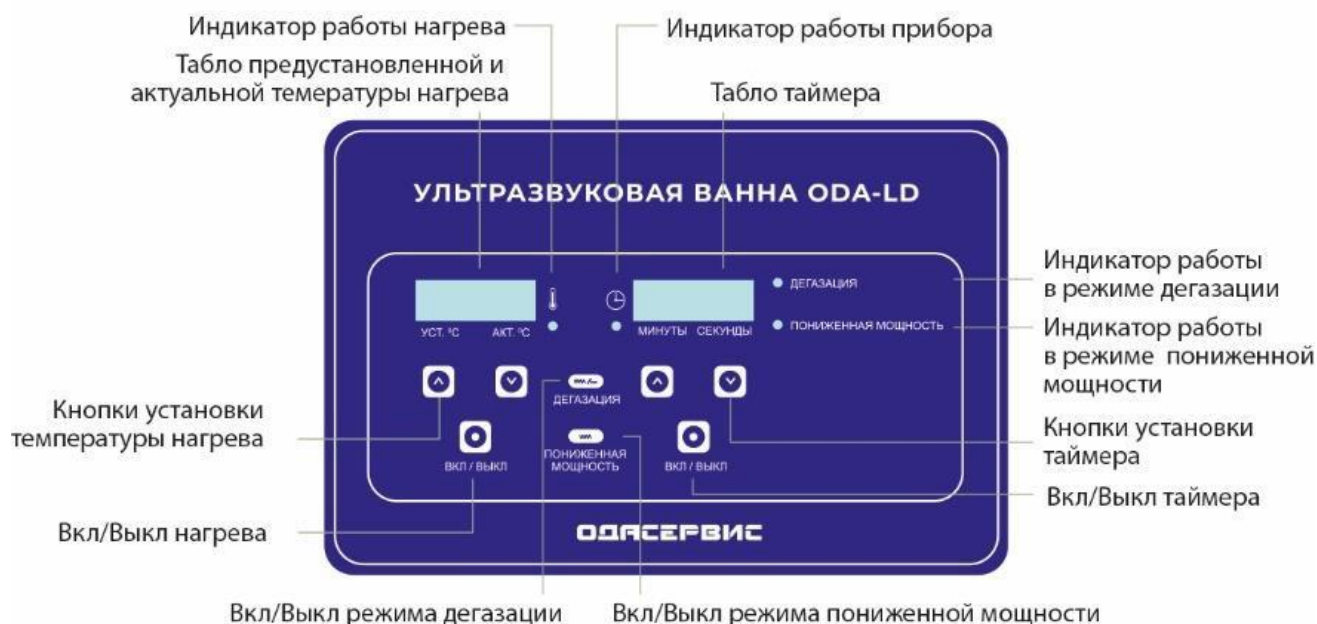 Индикатор работы нагрева
Индикатор работы прибора
Табло предустановленной и
актуальной темературы нагрева
Табло таймера
УЛЬТРАЗВУКОВАЯ ВАННА ODA-LD
ДЕГАЗАЦИЯ
УСТ. ºС
АКТ. ºС
МИНУТЫ
СЕКУНДЫ
ПОНИЖЕННАЯ МОЩНОСТЬ
Индикатор работы
в режиме дегазации
Индикатор работы
в режиме пониженной
мощности
ДЕГАЗАЦИЯ
Кнопки установки
температуры нагрева
ВКЛ / ВЫКЛ
ПОНИЖЕННАЯ
МОЩНОСТЬ
ВКЛ / ВЫКЛ
Кнопки установки
таймера
Вкл/Выкл таймера
Вкл/Выкл нагрева
ОДАСЕРВИС
Вкл/Выкл режима дегазации
Вкл/Выкл режима пониженной мощности